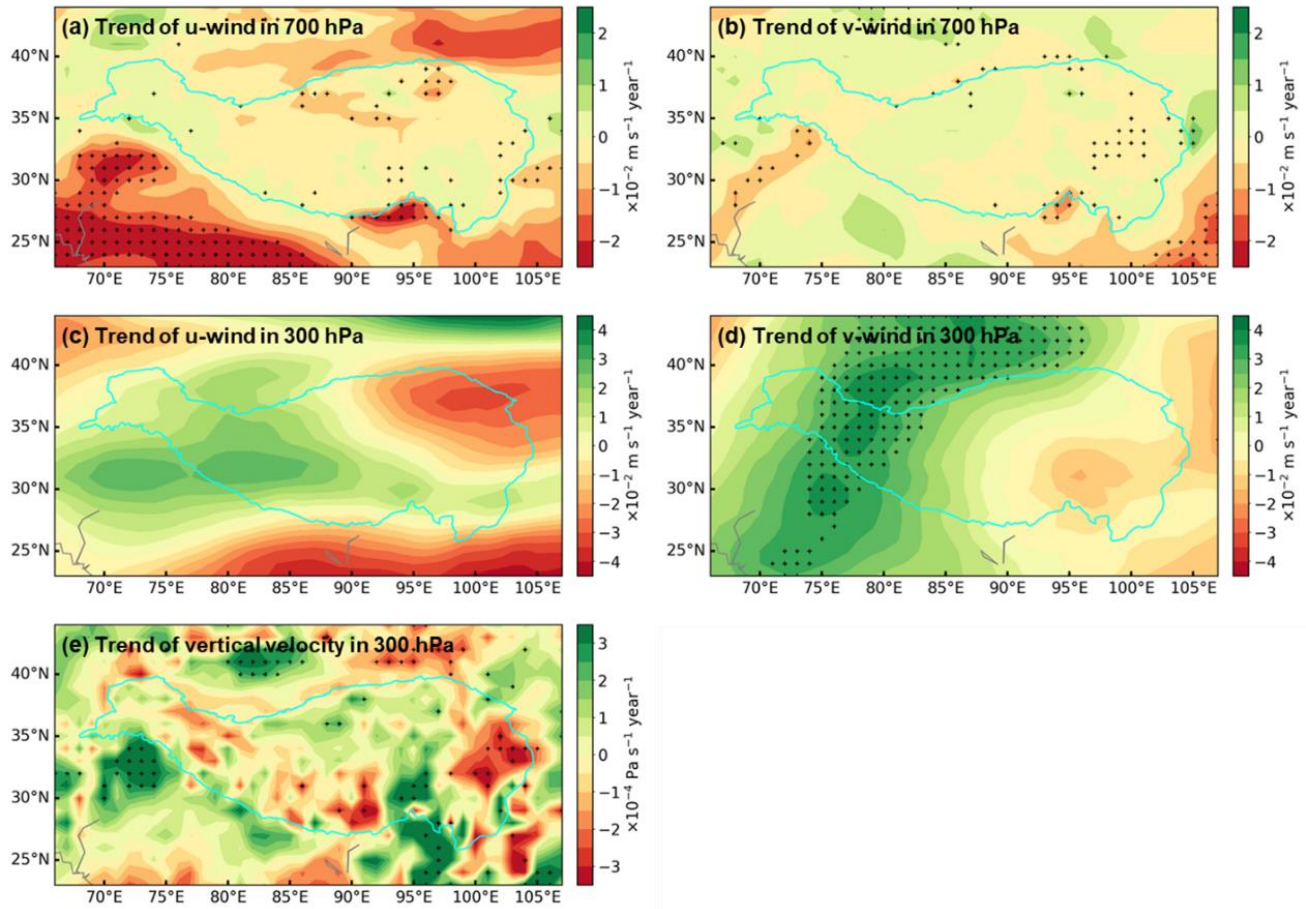 (a) Trend of u-wind in 700 hPa
40°N
35°N
30°N
25°N
70°E 75°E 80°E 85°E 90°E 95°E 100°E 105°E
2
1
0
−1
−2
×10⁻² m s⁻¹ year⁻¹
(b) Trend of v-wind in 700 hPa
40°N
35°N
30°N
25°N
70°E 75°E 80°E 85°E 90°E 95°E 100°E 105°E
2
1
0
−1
−2
×10⁻² m s⁻¹ year⁻¹
(c) Trend of u-wind in 300 hPa
40°N
35°N
30°N
25°N
70°E 75°E 80°E 85°E 90°E 95°E 100°E 105°E
4
3
2
1
0
−1
−2
−3
−4
×10⁻² m s⁻¹ year⁻¹
(d) Trend of v-wind in 300 hPa
40°N
35°N
30°N
25°N
70°E 75°E 80°E 85°E 90°E 95°E 100°E 105°E
4
3
2
1
0
−1
−2
−3
−4
×10⁻² m s⁻¹ year⁻¹
(e) Trend of vertical velocity in 300 hPa
40°N
35°N
30°N
25°N
70°E 75°E 80°E 85°E 90°E 95°E 100°E 105°E
3
2
1
0
−1
−2
−3
×10⁻⁴ Pa s⁻¹ year⁻¹